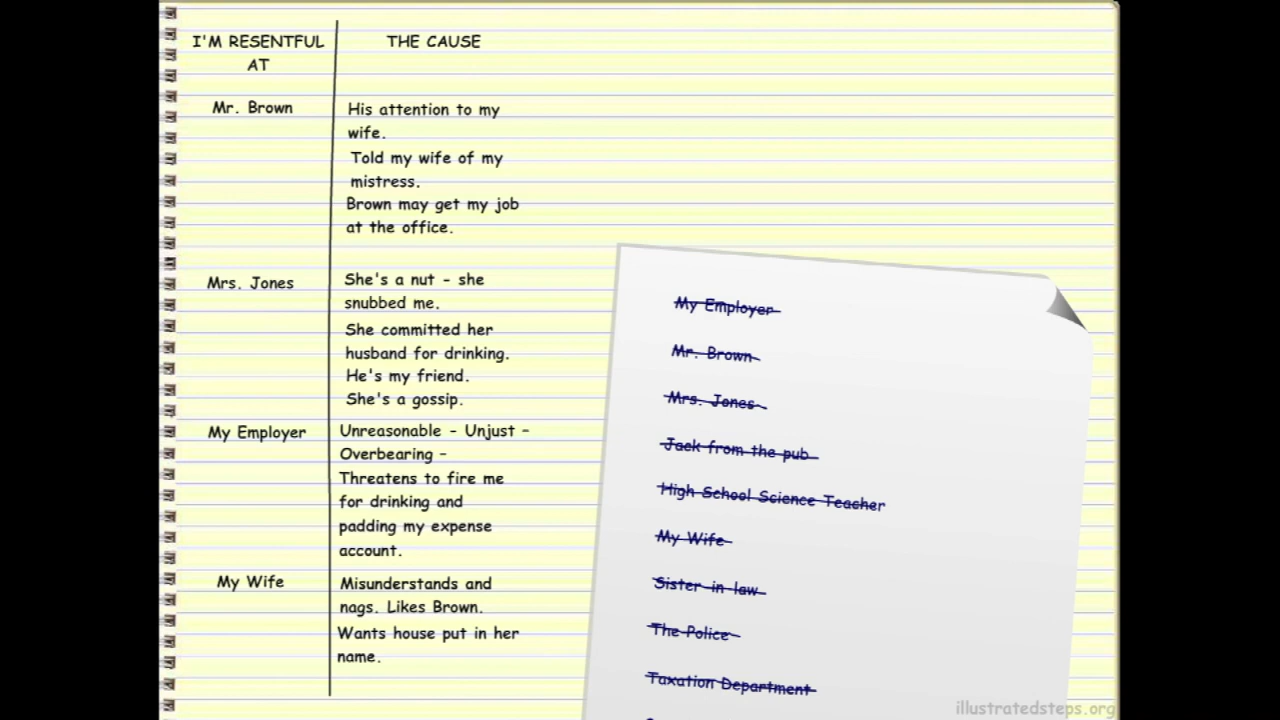 I'M RESENTFUL
AT
THE CAUSE
Mr. Brown
His attention to my
wife.
Told my wife of my
mistress.
Brown may get my job
at the office.
Mrs. Jones
She's a nut - she
snubbed me.
She committed her
husband for drinking.
He's my friend.
She's a gossip.
My Employer
Unreasonable - Unjust -
Overbearing -
Threatens to fire me
for drinking and
padding my expense
account.
My Wife
Misunderstands and
nags. Likes Brown.
Wants house put in her
name.
My Employer
Mr. Brown
Mrs. Jones
Jack from the pub
High School Science Teacher
My Wife
Sister-in-law
The Police
Taxation Department
illustratedsteps.org